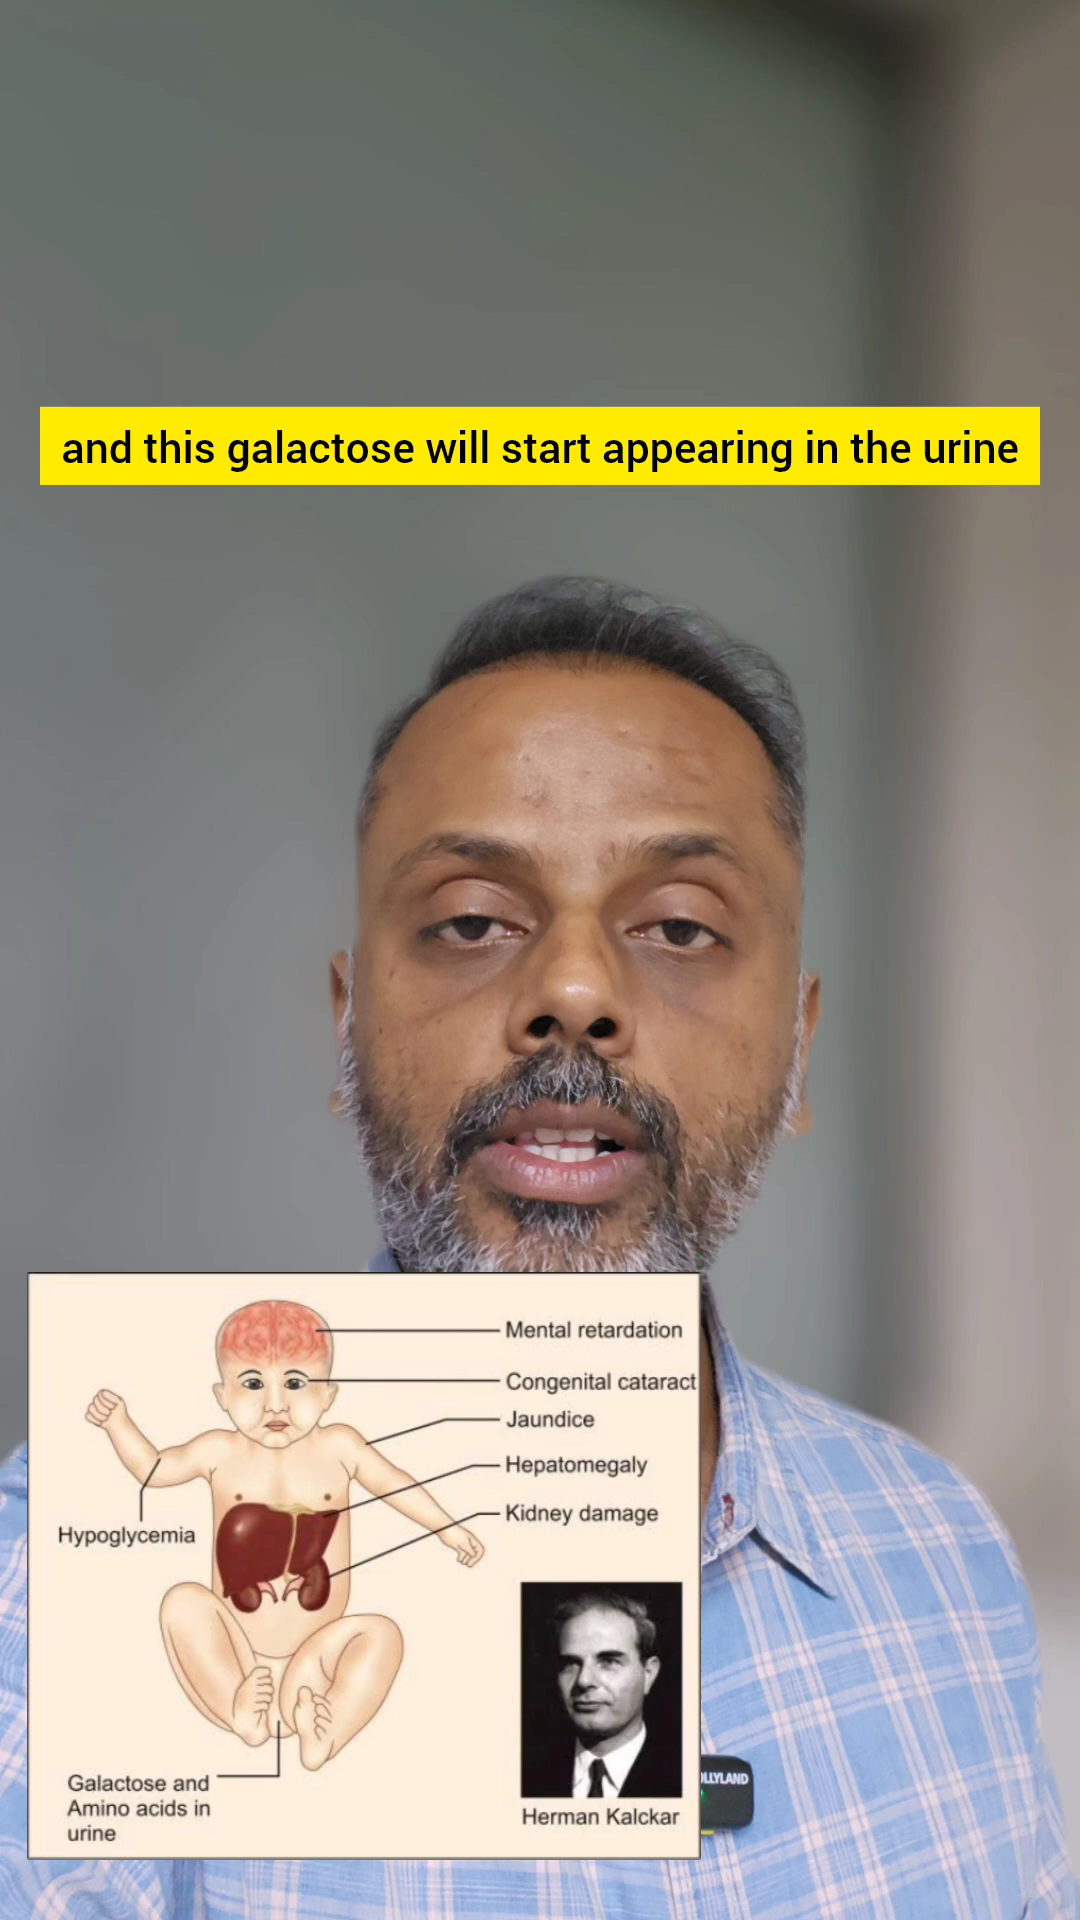 and this galactose will start appearing in the urine
Mental retardation
Congenital cataract
Jaundice
Hepatomegaly
Kidney damage
Hypoglycemia
Galactose and
Amino acids in
urine
Herman Kalckar